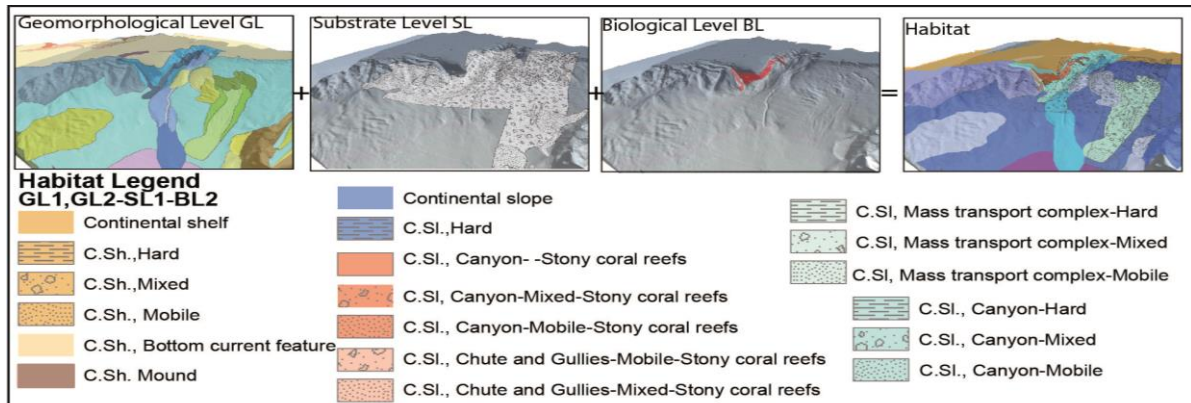 Geomorphological Level GL
Substrate Level SL
Biological Level BL
Habitat
+
+
=
Habitat Legend
GL1,GL2-SL1-BL2
Continental shelf
C.Sh.,Hard
C.Sh.,Mixed
C.Sh., Mobile
C.Sh., Bottom current feature
C.Sh. Mound
Continental slope
C.Sl.,Hard
C.Sl., Canyon- -Stony coral reefs
C.Sl, Canyon-Mixed-Stony coral reefs
C.Sl., Canyon-Mobile-Stony coral reefs
C.Sl., Chute and Gullies-Mobile-Stony coral reefs
C.Sl., Chute and Gullies-Mixed-Stony coral reefs
C.Sl, Mass transport complex-Hard
C.Sl, Mass transport complex-Mixed
C.Sl, Mass transport complex-Mobile
C.Sl., Canyon-Hard
C.Sl., Canyon-Mixed
C.Sl., Canyon-Mobile